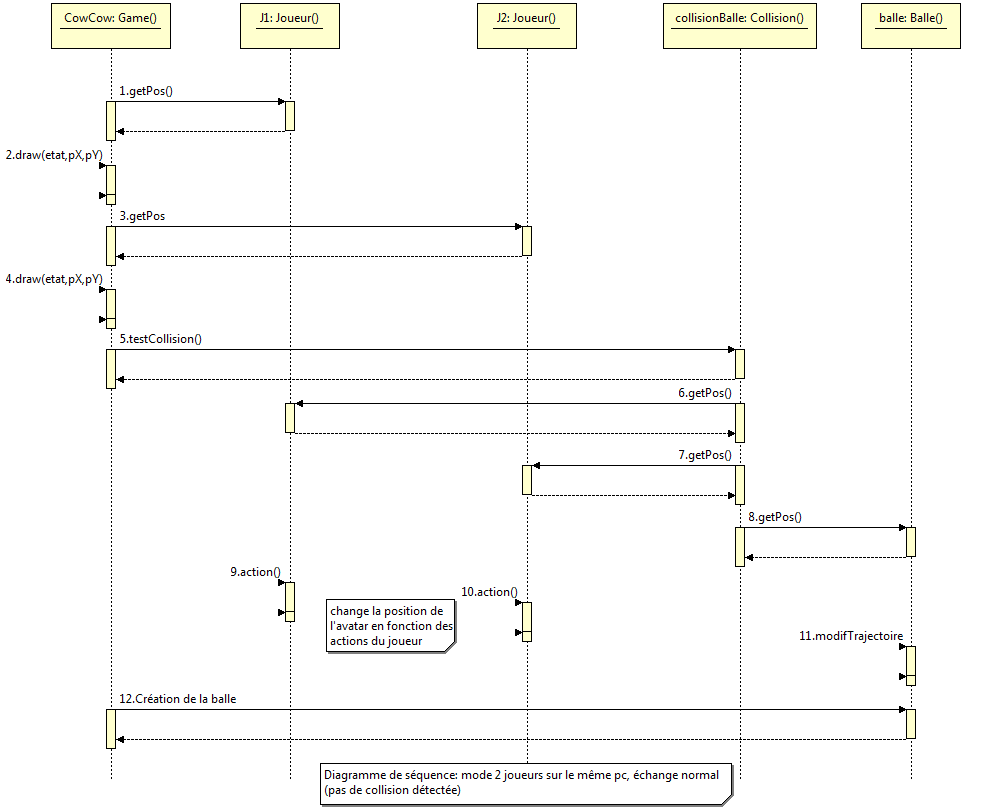 CowCow: Game()
J1: Joueur()
J2: Joueur()
collisionBalle: Collision()
balle: Balle()
1.getPos()
2.draw(etat,pX,pY)
3.getPos
4.draw(etat,pX,pY)
5.testCollision()
6.getPos()
7.getPos()
8.getPos()
9.action()
10.action()
change la position de
l'avatar en fonction des
actions du joueur
11.modifTrajectoire
12.Création de la balle
Diagramme de séquence: mode 2 joueurs sur le même pc, échange normal
(pas de collision détectée)